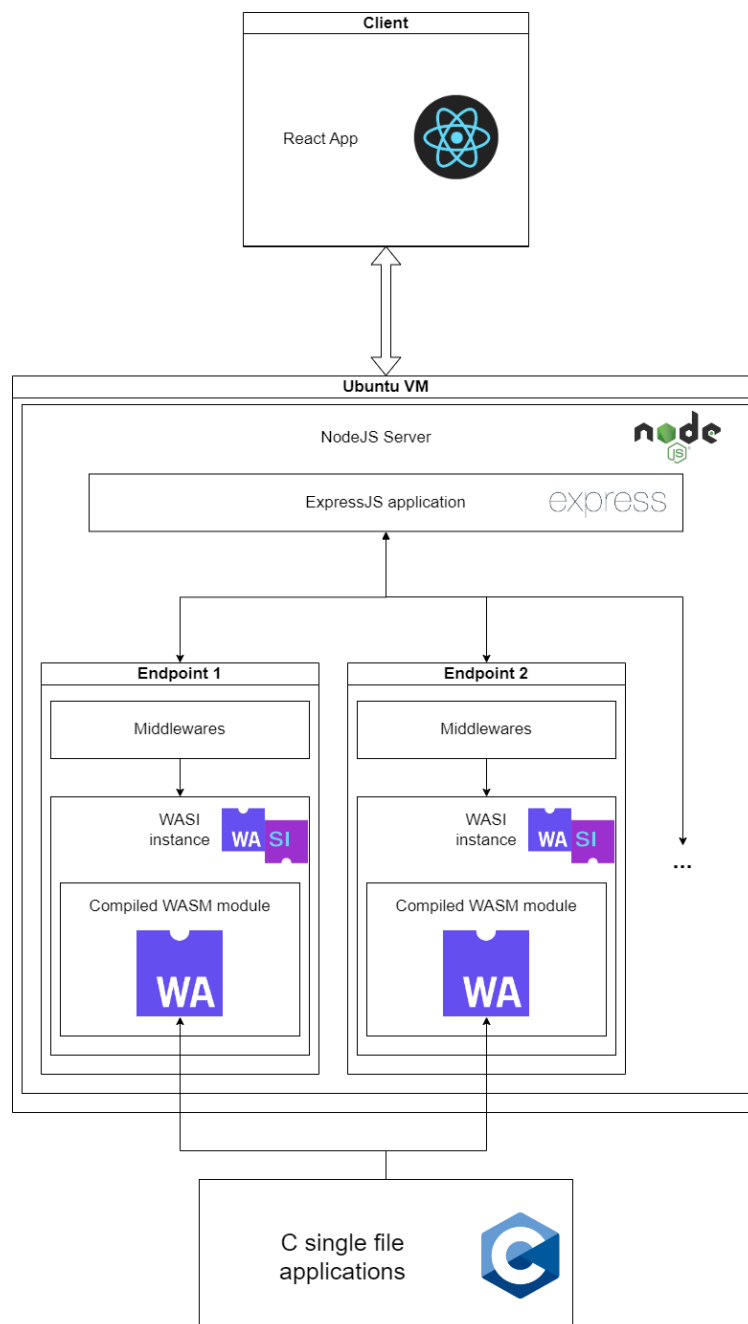 Client
React App
Ubuntu VM
NodeJS Server
node
JS
ExpressJS application
express
Endpoint 1
Endpoint 2
Middlewares
Middlewares
WASI
instance
WA SI
WASI
instance
WA SI
...
Compiled WASM module
WA
Compiled WASM module
WA
C single file
applications
C